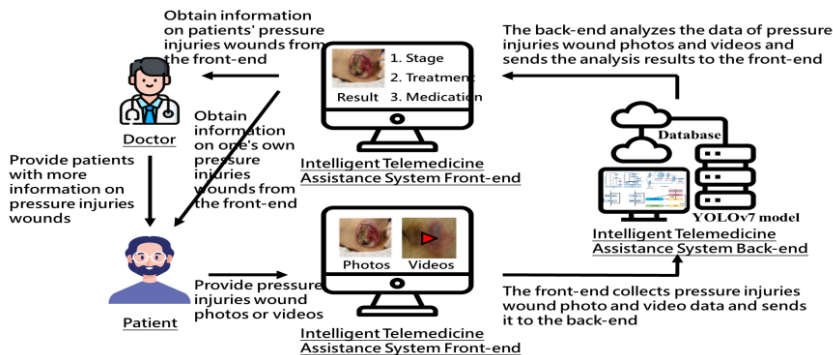 Obtain information
on patients' pressure
injuries wounds from
the front-end
Doctor
Obtain
information
on one's own
pressure
injuries
wounds from
the front-end
Provide patients
with more
information on
pressure injuries
wounds
Patient
Provide pressure
injuries wound
photos or videos
1. Stage
2. Treatment
3. Medication
Result
Intelligent Telemedicine
Assistance System Front-end
Photos
Videos
Intelligent Telemedicine
Assistance System Front-end
The back-end analyzes the data of pressure
injuries wound photos and videos and
sends the analysis results to the front-end
Database
YOLOv7 model
Intelligent Telemedicine
Assistance System Back-end
The front-end collects pressure injuries
wound photo and video data and sends
it to the back-end